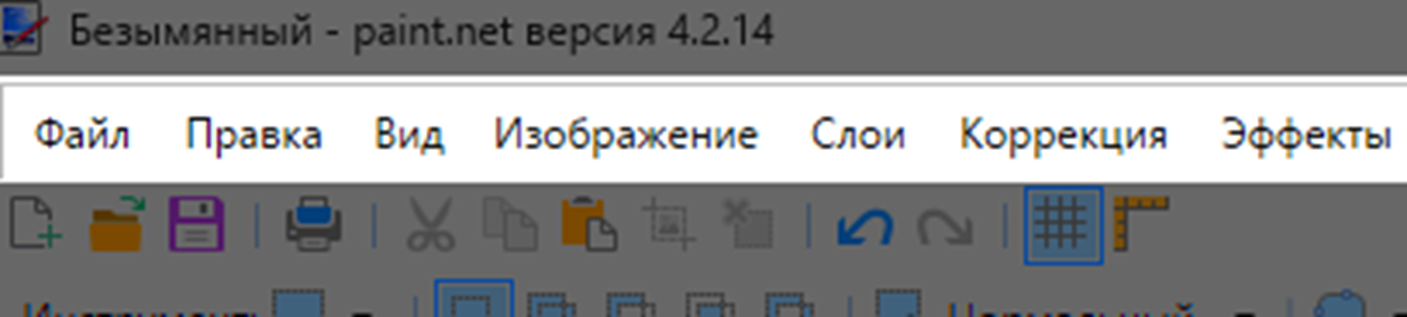 Безымянный - paint.net версия 4.2.14
Файл Правка Вид Изображение Слои Коррекция Эффекты